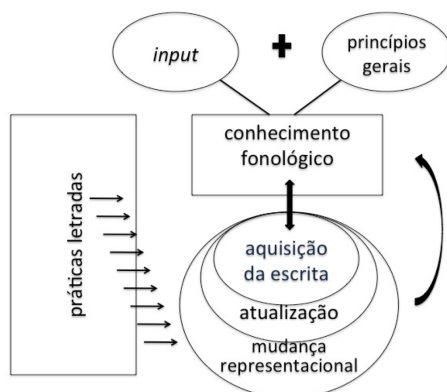 input
+
princípios
gerais
conhecimento
fonológico
práticas letradas
aquisição
da escrita
atualização
mudança
representacional